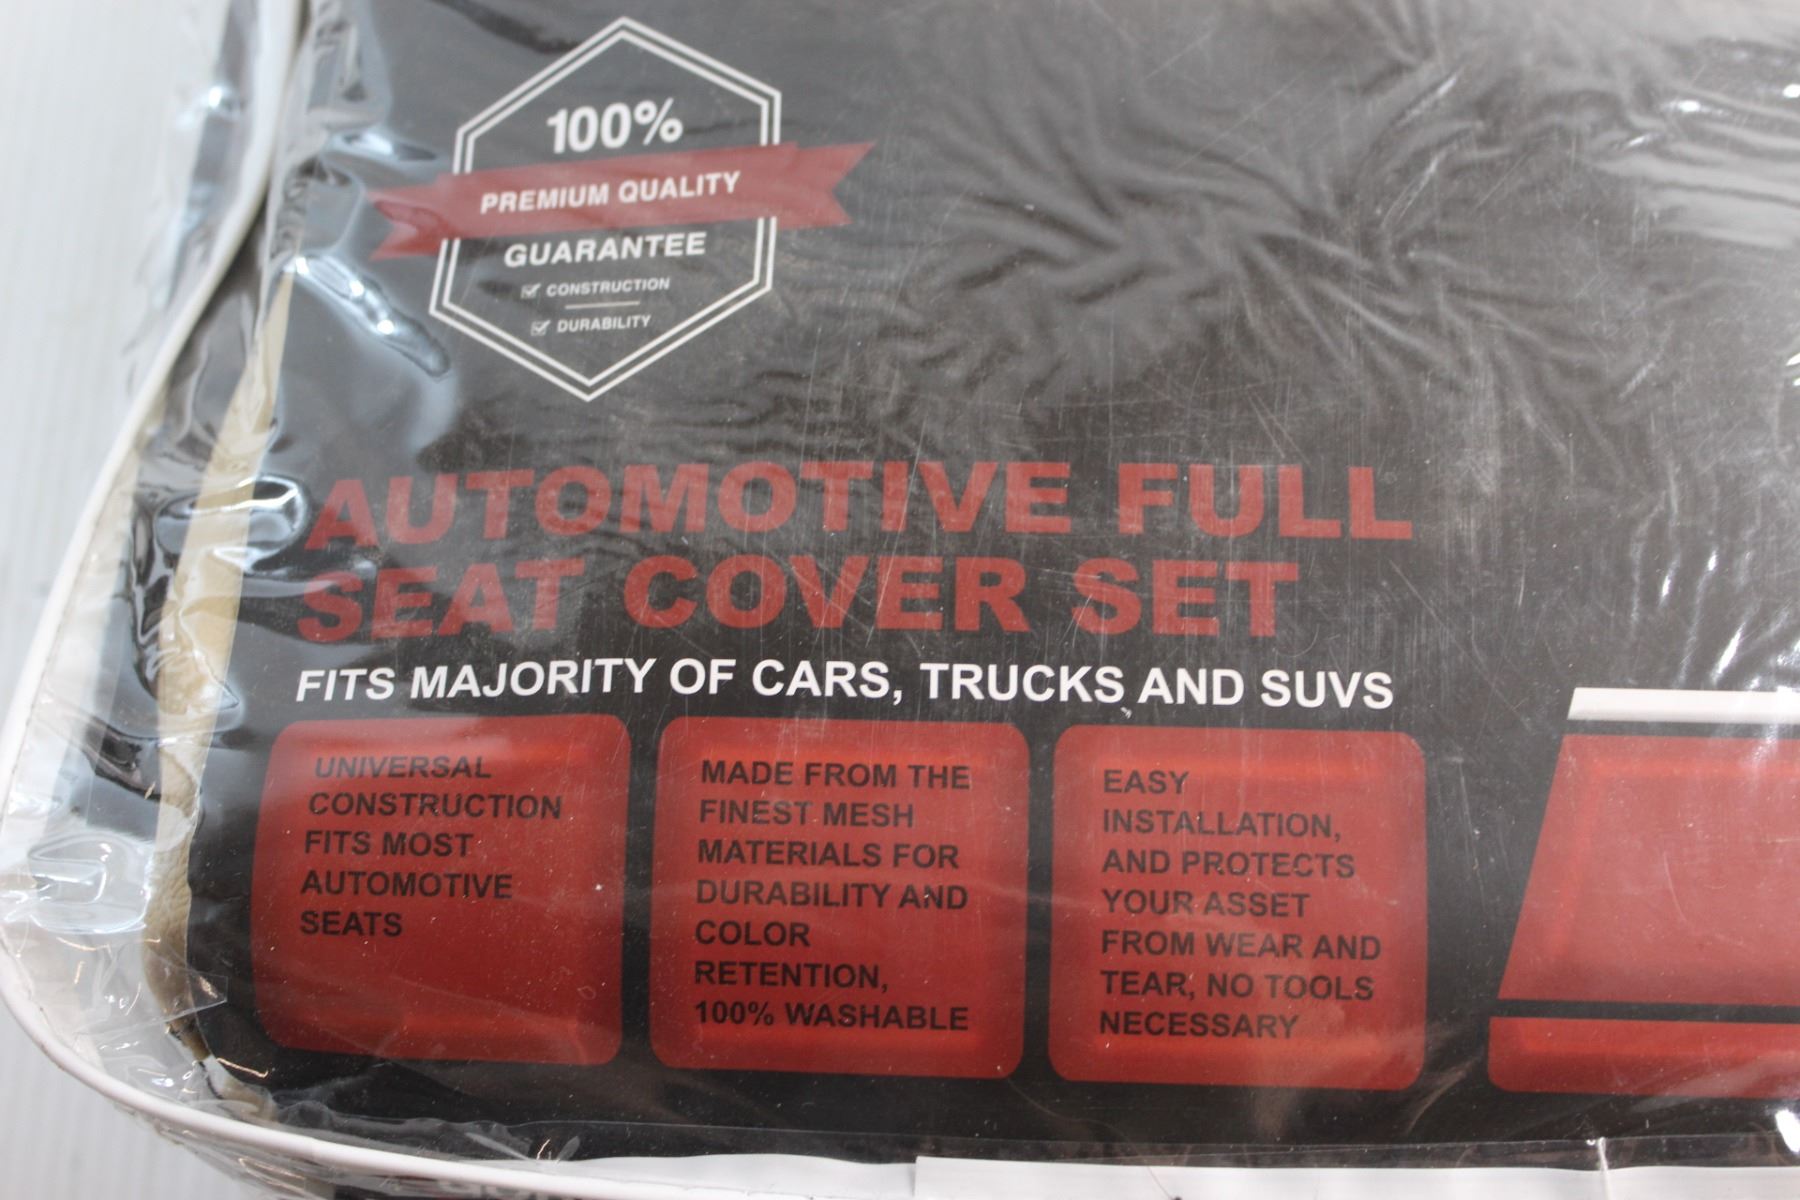 100%
PREMIUM QUALITY
GUARANTEE
CONSTRUCTION
DURABILITY
AUTOMOTIVE FULL
SEAT COVER SET
FITS MAJORITY OF CARS, TRUCKS AND SUVS
UNIVERSAL
CONSTRUCTION
FITS MOST
AUTOMOTIVE
SEATS
MADE FROM THE
FINEST MESH
MATERIALS FOR
DURABILITY AND
COLOR
RETENTION,
100% WASHABLE
EASY
INSTALLATION,
AND PROTECTS
YOUR ASSET
FROM WEAR AND
TEAR, NO TOOLS
NECESSARY